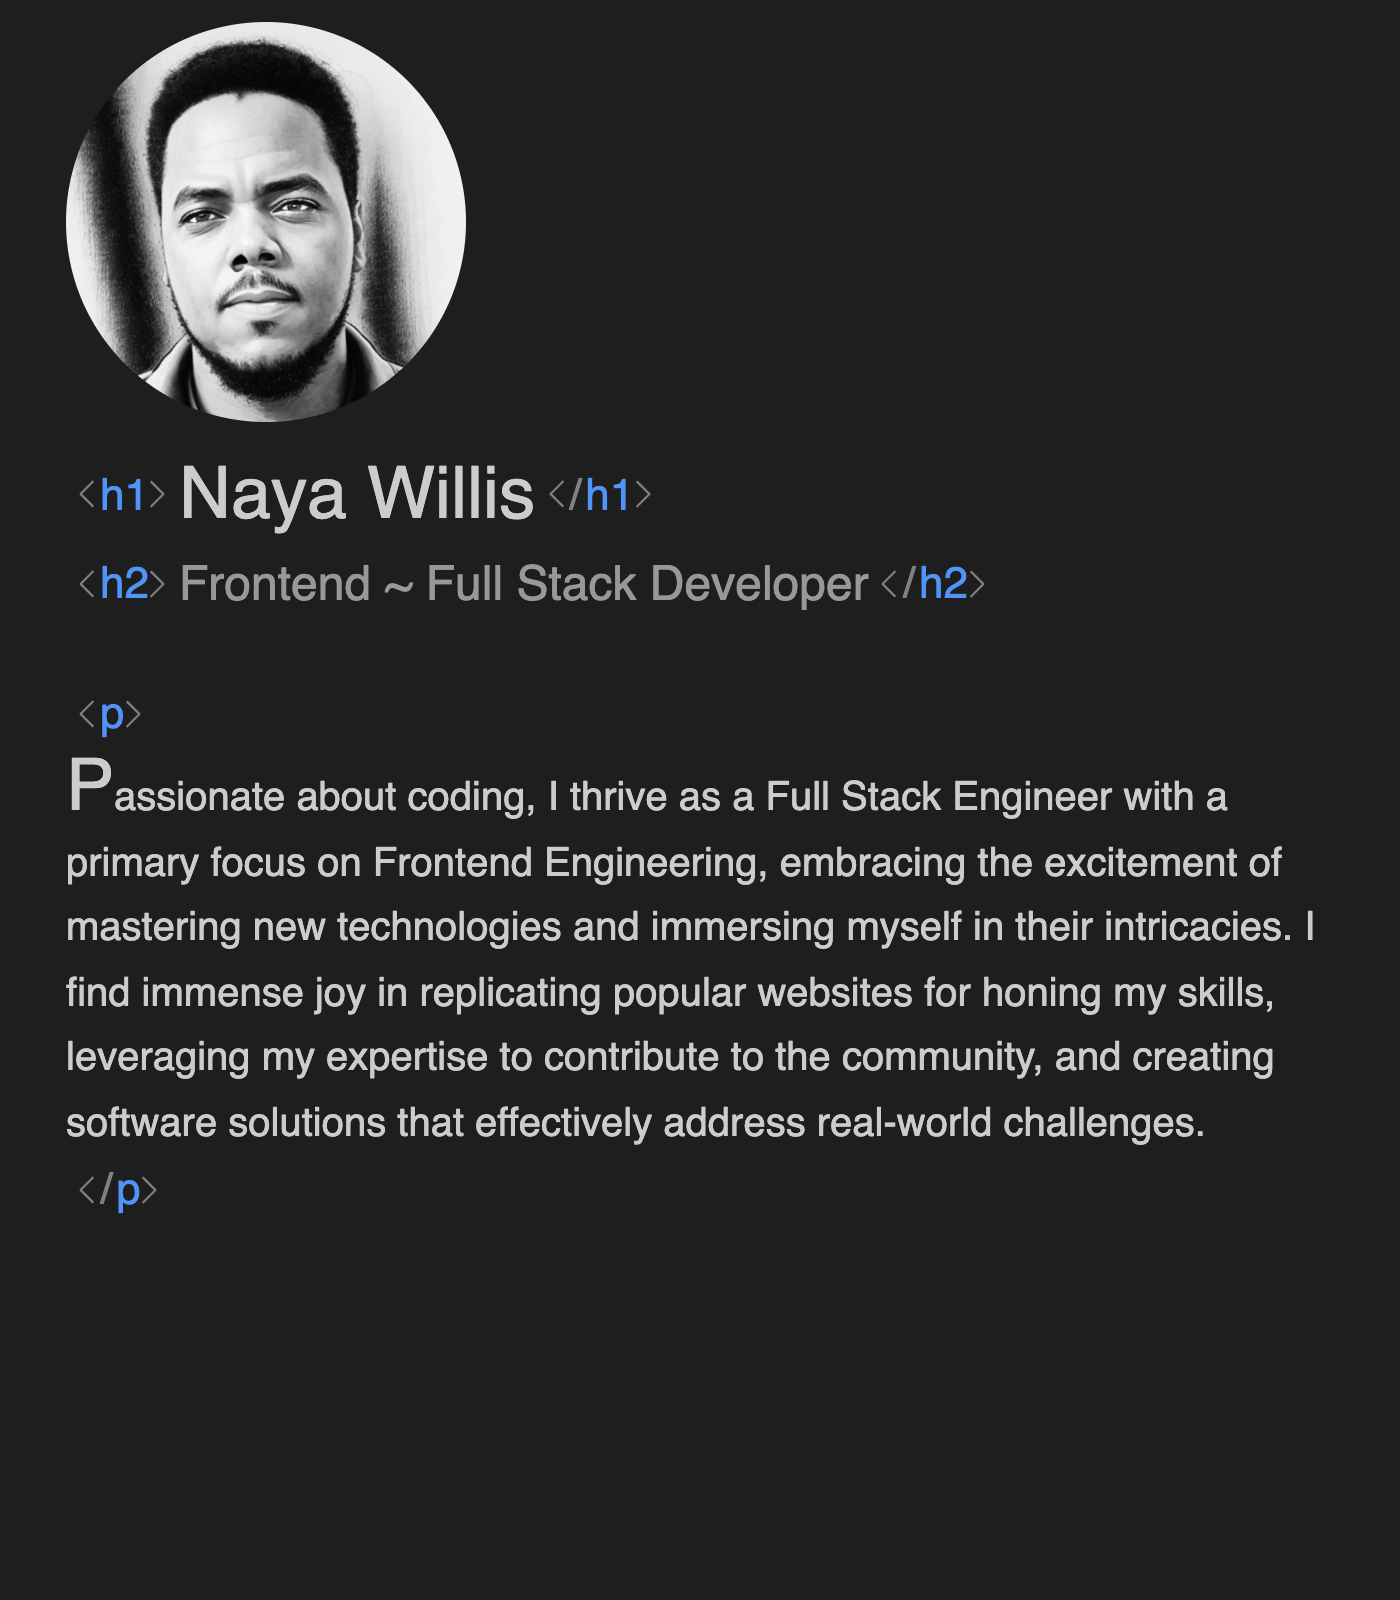 <h1> Naya Willis </h1>
<h2> Frontend ~ Full Stack Developer </h2>
<p>
Passionate about coding, I thrive as a Full Stack Engineer with a
primary focus on Frontend Engineering, embracing the excitement of
mastering new technologies and immersing myself in their intricacies. I
find immense joy in replicating popular websites for honing my skills,
leveraging my expertise to contribute to the community, and creating
software solutions that effectively address real-world challenges.
</p>